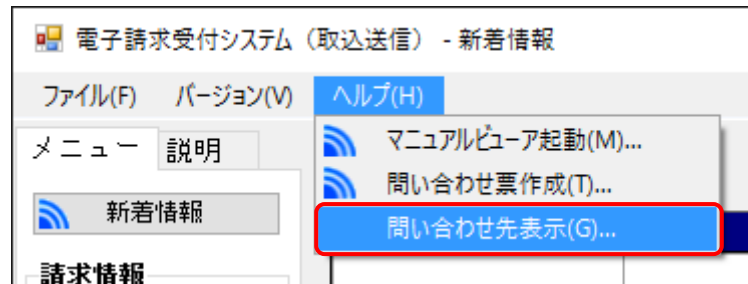 電子請求受付システム（取込送信） - 新着情報
ファイル(F) バージョン(V) ヘルプ(H)
メニュー 説明
マニュアルビューア起動(M)...
問い合わせ票作成(T)...
新着情報
問い合わせ先表示(G)...
請求情報